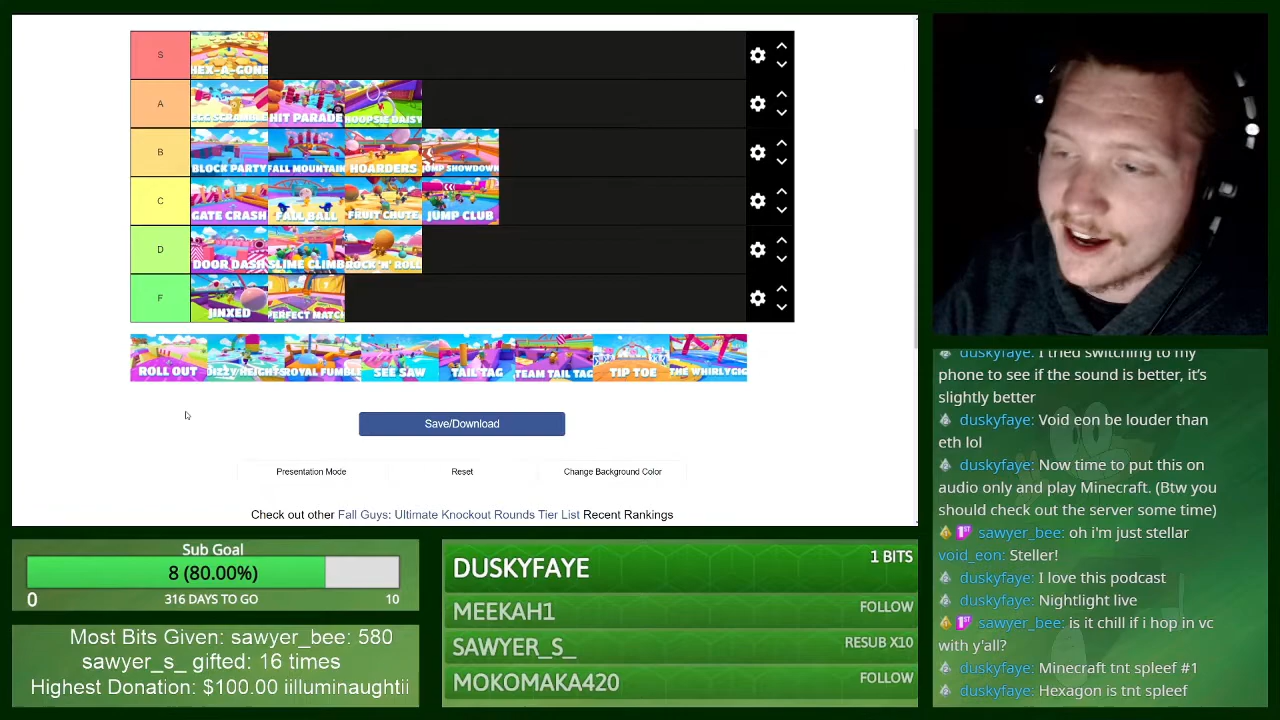 S
HEX-A-GONE
A
EGG SCRAMBLE HIT PARADE HOOPSIE DAISY
B
BLOCK PARTY FALL MOUNTAIN HOARDERS JUMP SHOWDOWN
C
GATE CRASH FALL BALL FRUIT CHUTE JUMP CLUB
D
DOOR DASH SLIME CLIMB ROCK 'N' ROLL
F
JINXED PERFECT MATCH
ROLL OUT DIZZY HEIGHTS ROYAL FUMBLE SEE SAW TAIL TAG TEAM TAIL TAG TIP TOE THE WHIRLYGIG
Save/Download
Presentation Mode
Reset
Change Background Color
Check out other Fall Guys: Ultimate Knockout Rounds Tier List Recent Rankings
Sub Goal
8 (80.00%)
0
316 DAYS TO GO
10
Most Bits Given: sawyer_bee: 580
sawyer_s_ gifted: 16 times
Highest Donation: $100.00 iilluminaughtii
DUSKYFAYE
1 BITS
MEEKAH1
FOLLOW
SAWYER_S_
RESUB X10
MOKOMAKA420
FOLLOW
duskyfaye: I tried switching to my
phone to see if the sound is better, it's
slightly better
duskyfaye: Void eon be louder than
eth lol
duskyfaye: Now time to put this on
audio only and play Minecraft. (Btw you
should check out the server some time)
1ST sawyer_bee: oh i'm just stellar
void_eon: Steller!
duskyfaye: I love this podcast
duskyfaye: Nightlight live
1ST sawyer_bee: is it chill if i hop in vc
with y'all?
duskyfaye: Minecraft tnt spleef #1
duskyfaye: Hexagon is tnt spleef